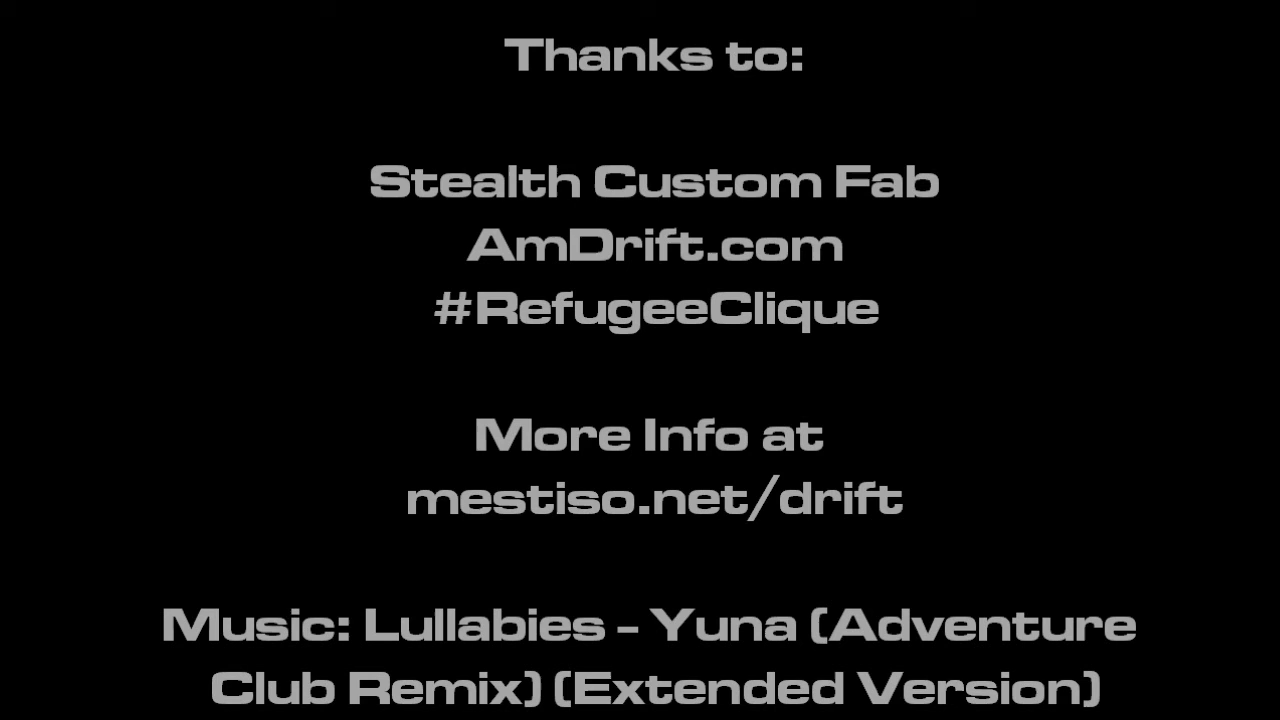 Thanks to:
Stealth Custom Fab
AmDrift.com
#RefugeeClique
More Info at
mestiso.net/drift
Music: Lullabies - Yuna (Adventure
Club Remix) (Extended Version)